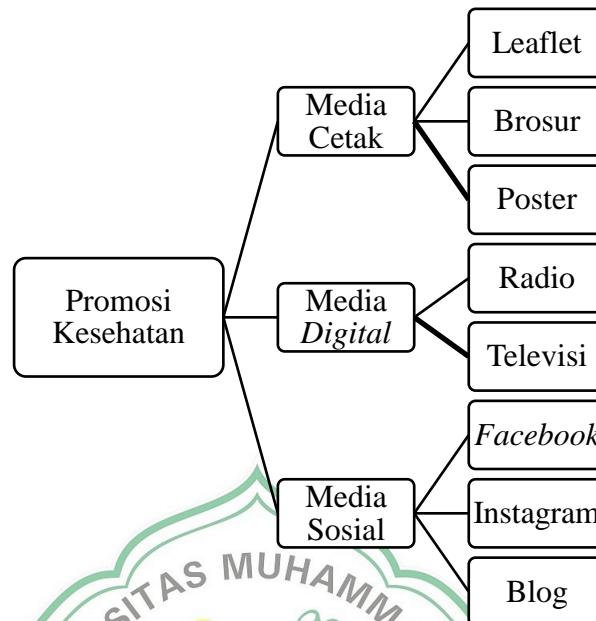 Promosi
Kesehatan
Media
Cetak
Leaflet
Brosur
Poster
Media
Digital
Radio
Televisi
Media
Sosial
Facebook
Instagram
Blog
SITAS MUHAMM